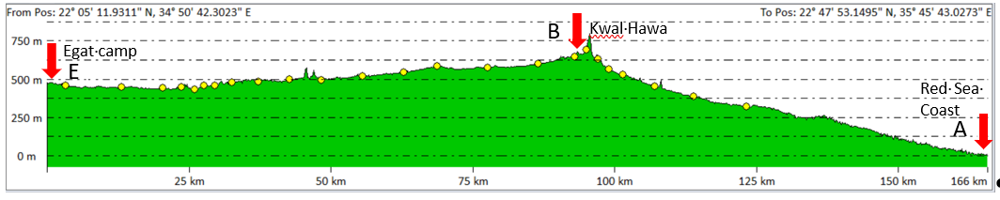 From Pos: 22° 05' 11.9311" N, 34° 50' 42.3023" E
To Pos: 22° 47' 53.1495" N, 35° 45' 43.0273" E
B
Kwal·Hawa
750 m
Egat·camp
E
500 m
Red·Sea·
Coast
250 m
A
0 m
25 km
50 km
75 km
100 km
125 km
150 km
166 km